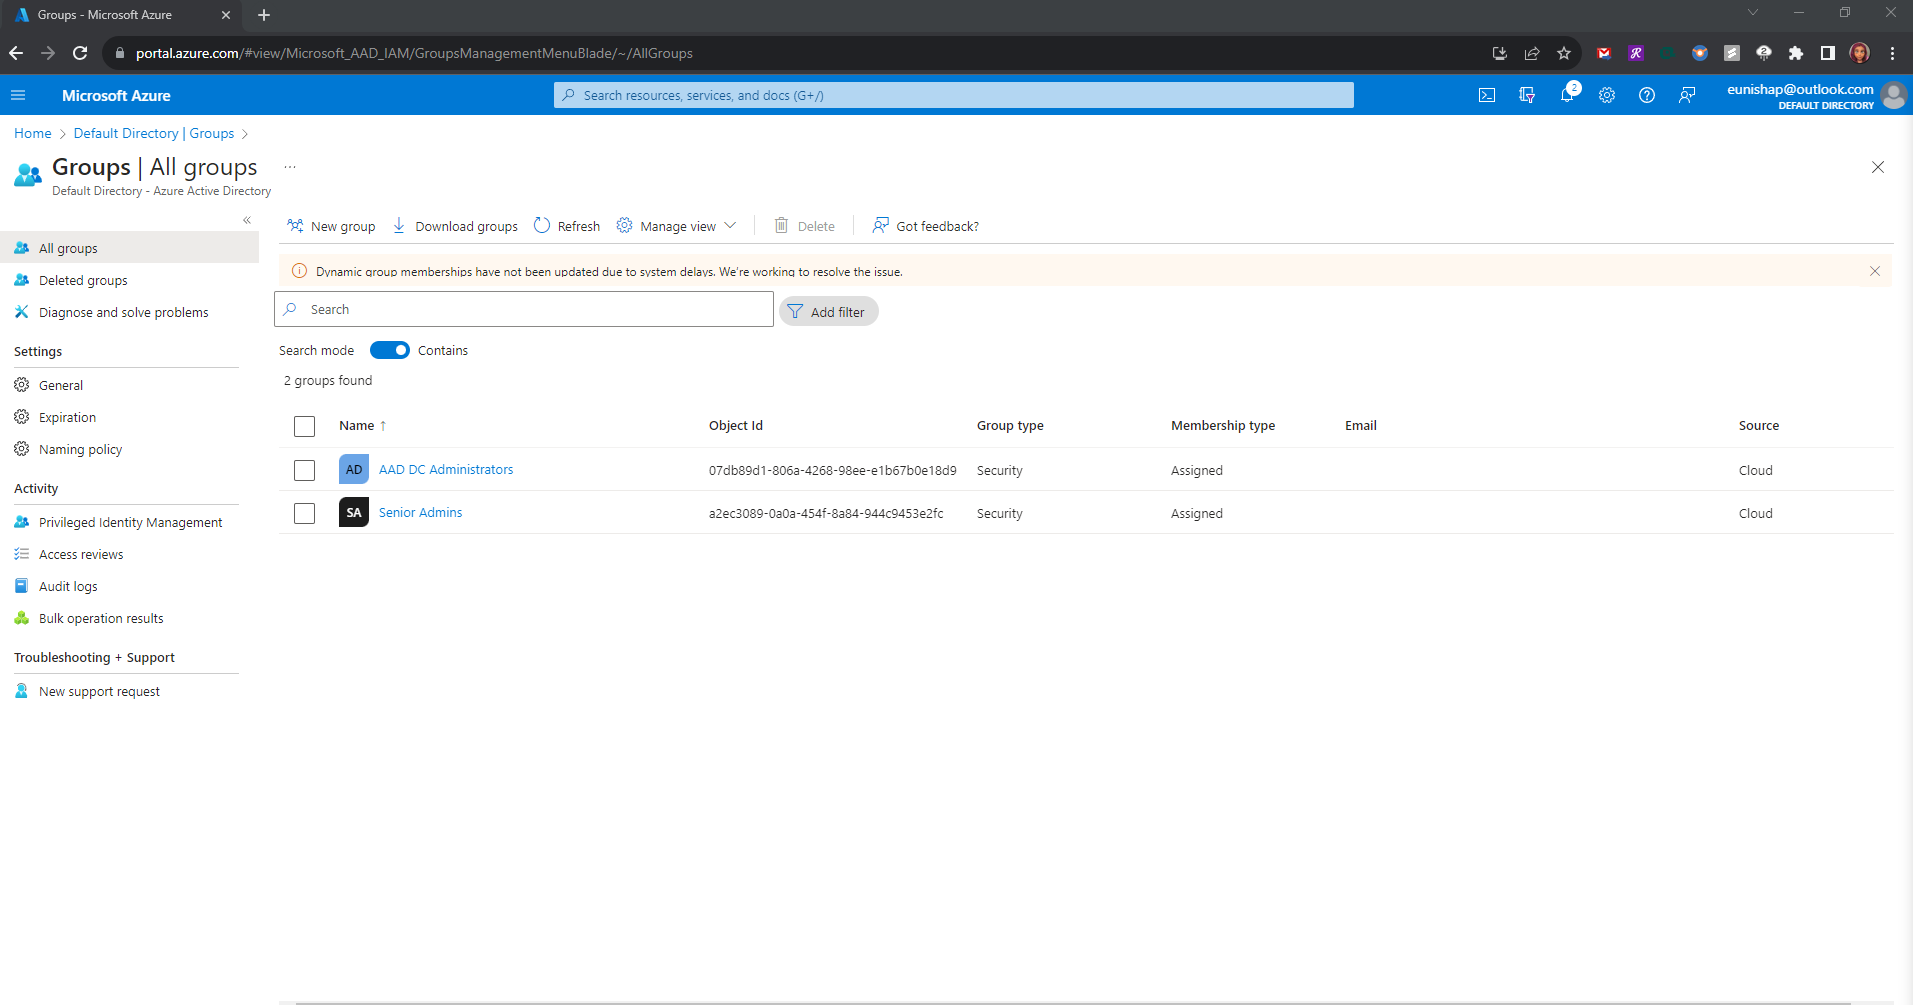 Groups - Microsoft Azure
portal.azure.com/#view/Microsoft_AAD_IAM/GroupsManagementMenuBlade/~/AllGroups
Microsoft Azure
Search resources, services, and docs (G+/)
2
eunishap@outlook.com
DEFAULT DIRECTORY
Home > Default Directory | Groups >
Groups | All groups ...
Default Directory - Azure Active Directory
«
New group Download groups Refresh Manage view Delete Got feedback?
Dynamic group memberships have not been updated due to system delays. We're working to resolve the issue.
Search
Add filter
Search mode Contains
2 groups found
Name ↑ Object Id Group type Membership type Email Source
AD AAD DC Administrators 07db89d1-806a-4268-98ee-e1b67b0e18d9 Security Assigned Cloud
SA Senior Admins a2ec3089-0a0a-454f-8a84-944c9453e2fc Security Assigned Cloud
All groups
Deleted groups
Diagnose and solve problems
Settings
General
Expiration
Naming policy
Activity
Privileged Identity Management
Access reviews
Audit logs
Bulk operation results
Troubleshooting + Support
New support request